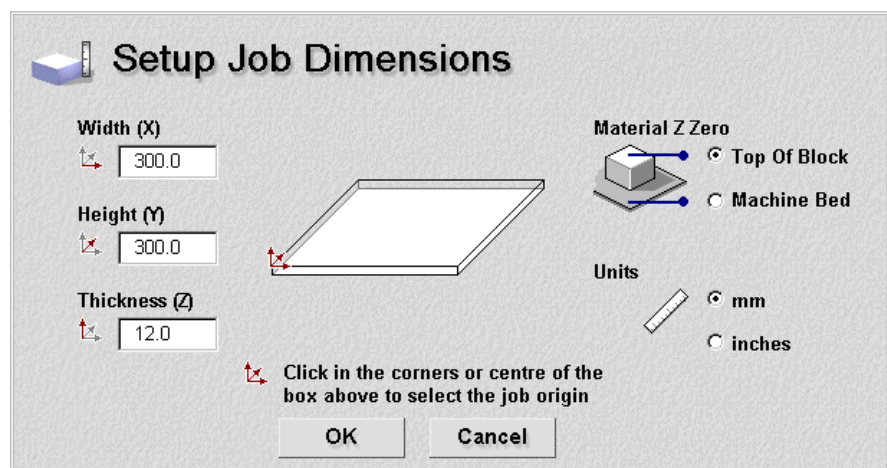 Setup Job Dimensions
Width (X)
300.0
Height (Y)
300.0
Thickness (Z)
12.0
Material Z Zero
Top Of Block
Machine Bed
Units
mm
inches
Click in the corners or centre of the
box above to select the job origin
OK
Cancel